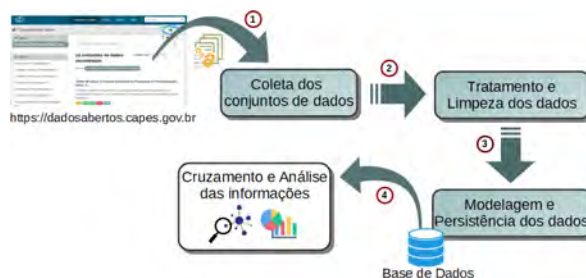 1
https://dadosabertos.capes.gov.br
Coleta dos
conjuntos de dados
2
Tratamento e
Limpeza dos dados
3
Modelagem e
Persistência dos dados
Base de Dados
4
Cruzamento e Análise
das informações